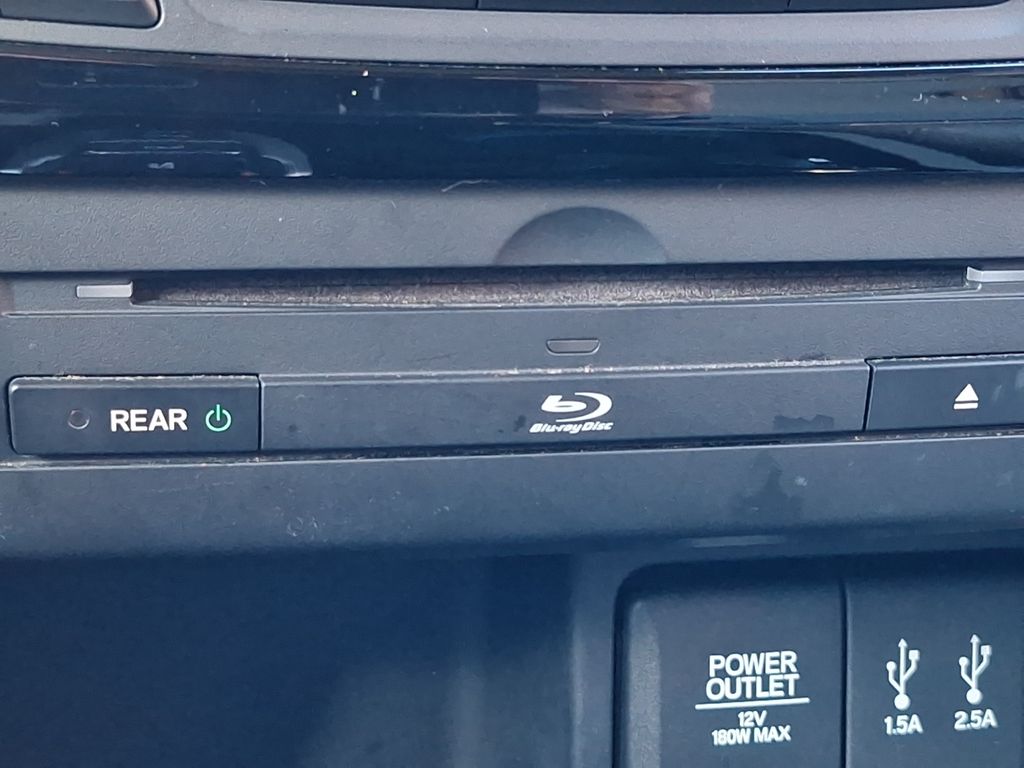 REAR
Blu-ray Disc
POWER
OUTLET
12V
180W MAX
1.5A
2.5A